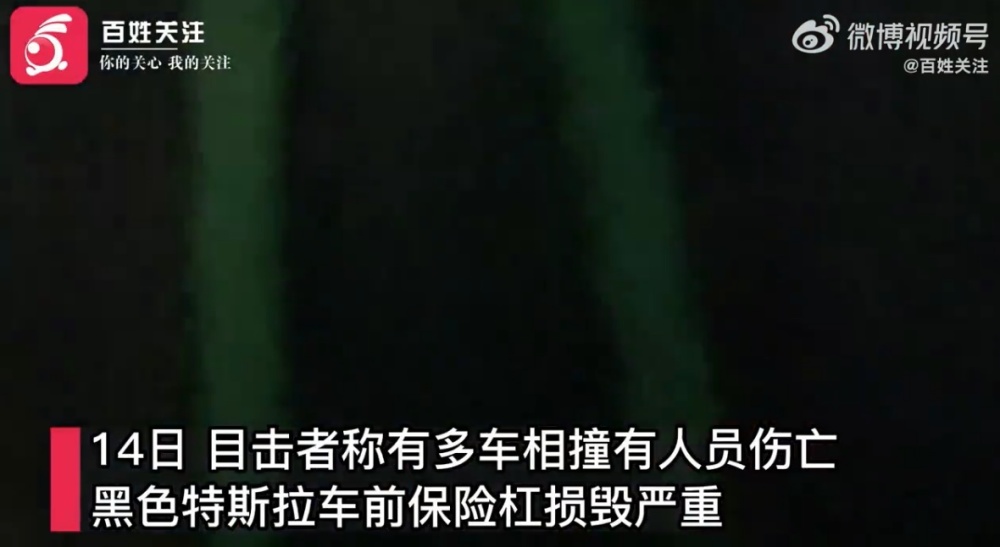 百姓关注
你的关心 我的关注
微博视频号
@百姓关注
14日 目击者称有多车相撞有人员伤亡
黑色特斯拉车前保险杠损毁严重